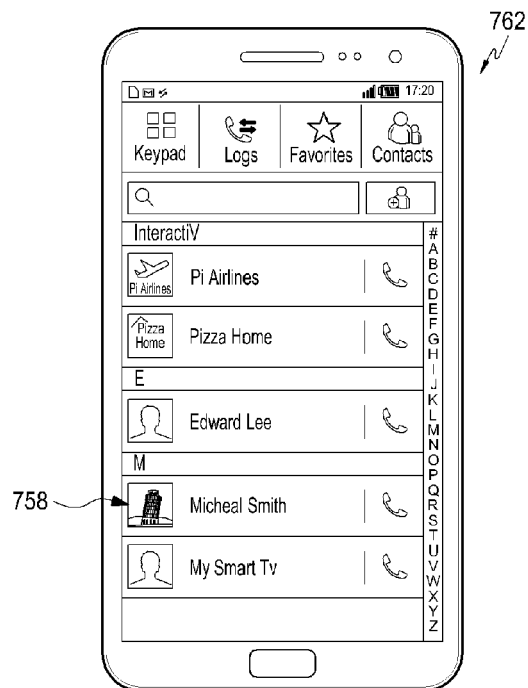 762
17:20
Keypad Logs Favorites Contacts
InteractiV
Pi Airlines
Pi Airlines
Pizza
Home
Pizza Home
E
Edward Lee
M
758
Micheal Smith
My Smart Tv
#
A
B
C
D
E
F
G
H
I
J
K
L
M
N
O
P
Q
R
S
T
U
V
W
X
Y
Z